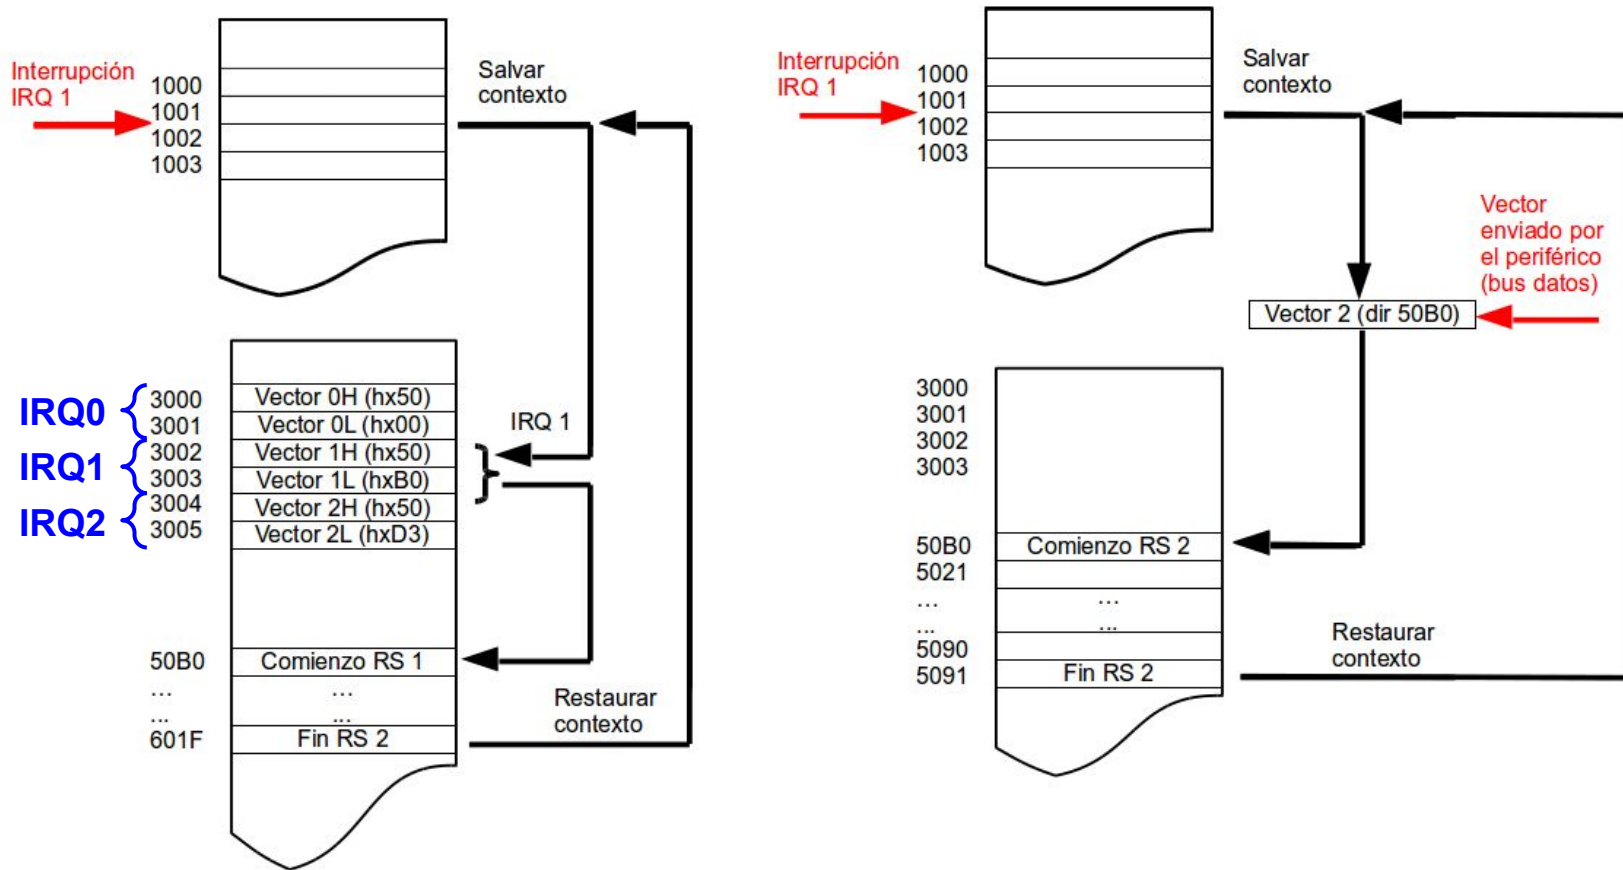 Interrupción
IRQ 1
1000
1001
1002
1003
Salvar
contexto
IRQ0
IRQ1
IRQ2
3000
3001
3002
3003
3004
3005
Vector 0H (hx50)
Vector 0L (hx00)
Vector 1H (hx50)
Vector 1L (hxB0)
Vector 2H (hx50)
Vector 2L (hxD3)
IRQ 1
50B0
...
...
601F
Comienzo RS 1
...
...
Fin RS 2
Restaurar
contexto
Interrupción
IRQ 1
1000
1001
1002
1003
Salvar
contexto
Vector
enviado por
el periférico
(bus datos)
Vector 2 (dir 50B0)
3000
3001
3002
3003
50B0
5021
...
...
5090
5091
Comienzo RS 2
...
...
Fin RS 2
Restaurar
contexto